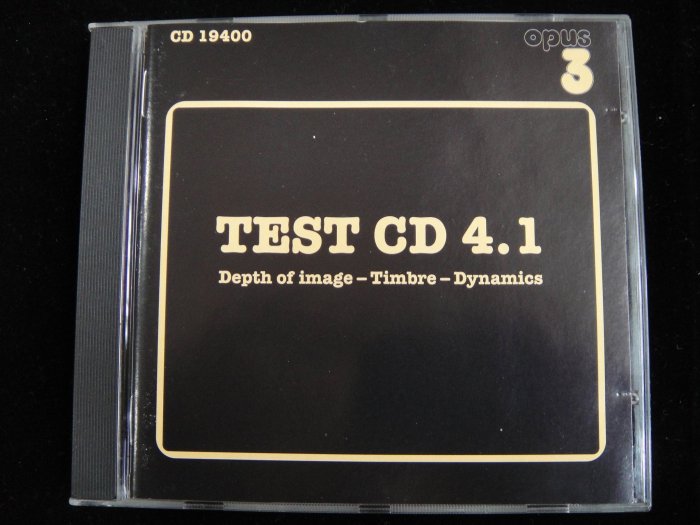 CD 19400
opus
3
TEST CD 4.1
Depth of image – Timbre – Dynamics